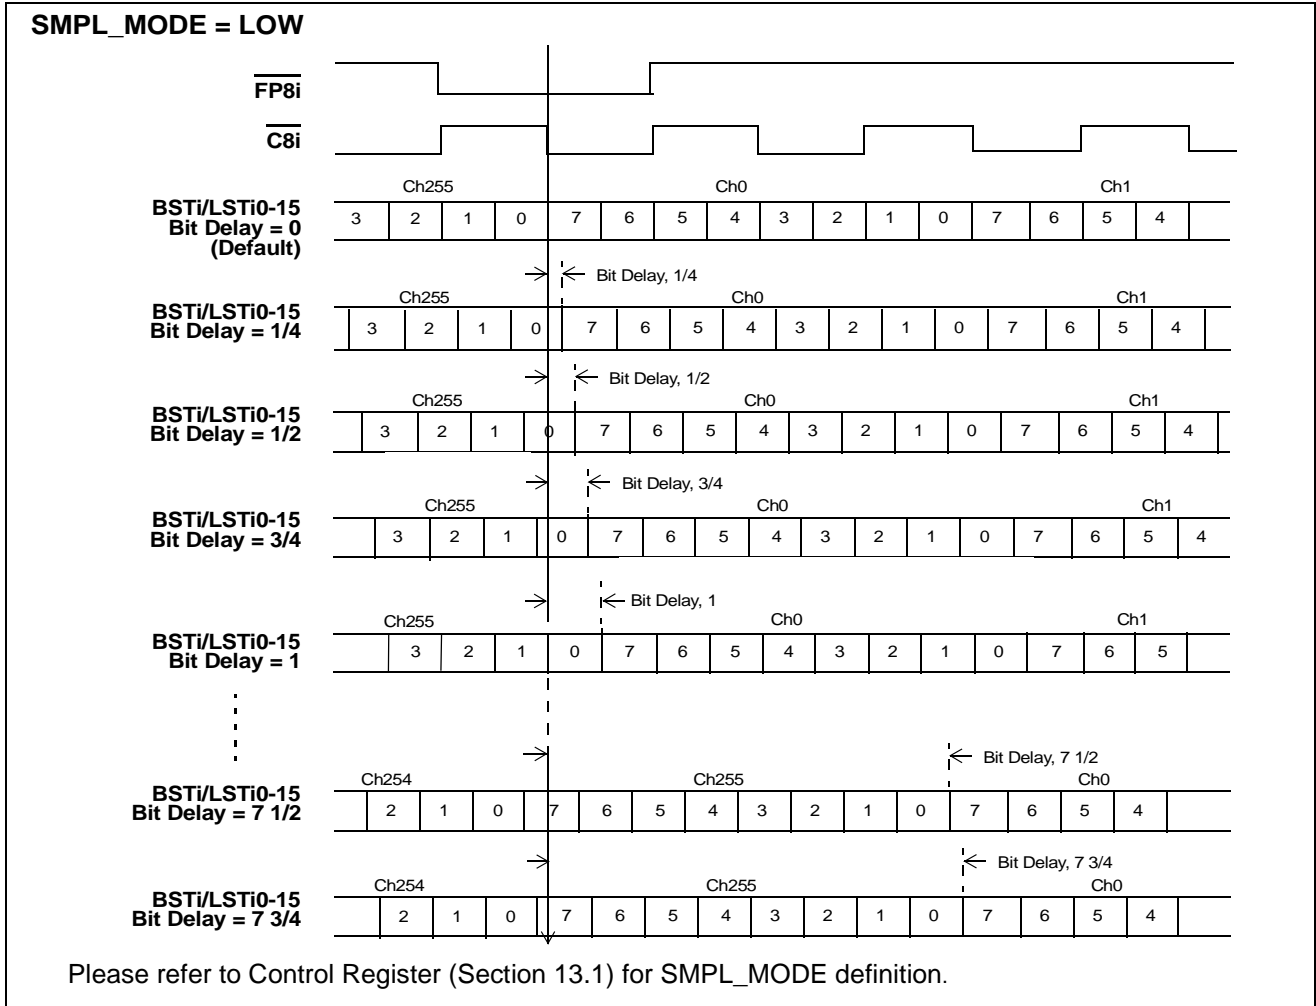 SMPL_MODE = LOW
FP8i
C8i
Ch255 Ch0 Ch1
BSTi/LSTi0-15
Bit Delay = 0
(Default)
3 2 1 0 7 6 5 4 3 2 1 0 7 6 5 4
Bit Delay, 1/4
Ch255 Ch0 Ch1
BSTi/LSTi0-15
Bit Delay = 1/4
3 2 1 0 7 6 5 4 3 2 1 0 7 6 5 4
Bit Delay, 1/2
Ch255 Ch0 Ch1
BSTi/LSTi0-15
Bit Delay = 1/2
3 2 1 0 7 6 5 4 3 2 1 0 7 6 5 4
Bit Delay, 3/4
Ch255 Ch0 Ch1
BSTi/LSTi0-15
Bit Delay = 3/4
3 2 1 0 7 6 5 4 3 2 1 0 7 6 5 4
Bit Delay, 1
Ch255 Ch0 Ch1
BSTi/LSTi0-15
Bit Delay = 1
3 2 1 0 7 6 5 4 3 2 1 0 7 6 5
Bit Delay, 7 1/2
Ch254 Ch255 Ch0
BSTi/LSTi0-15
Bit Delay = 7 1/2
2 1 0 7 6 5 4 3 2 1 0 7 6 5 4
Bit Delay, 7 3/4
Ch254 Ch255 Ch0
BSTi/LSTi0-15
Bit Delay = 7 3/4
2 1 0 7 6 5 4 3 2 1 0 7 6 5 4
Please refer to Control Register (Section 13.1) for SMPL_MODE definition.